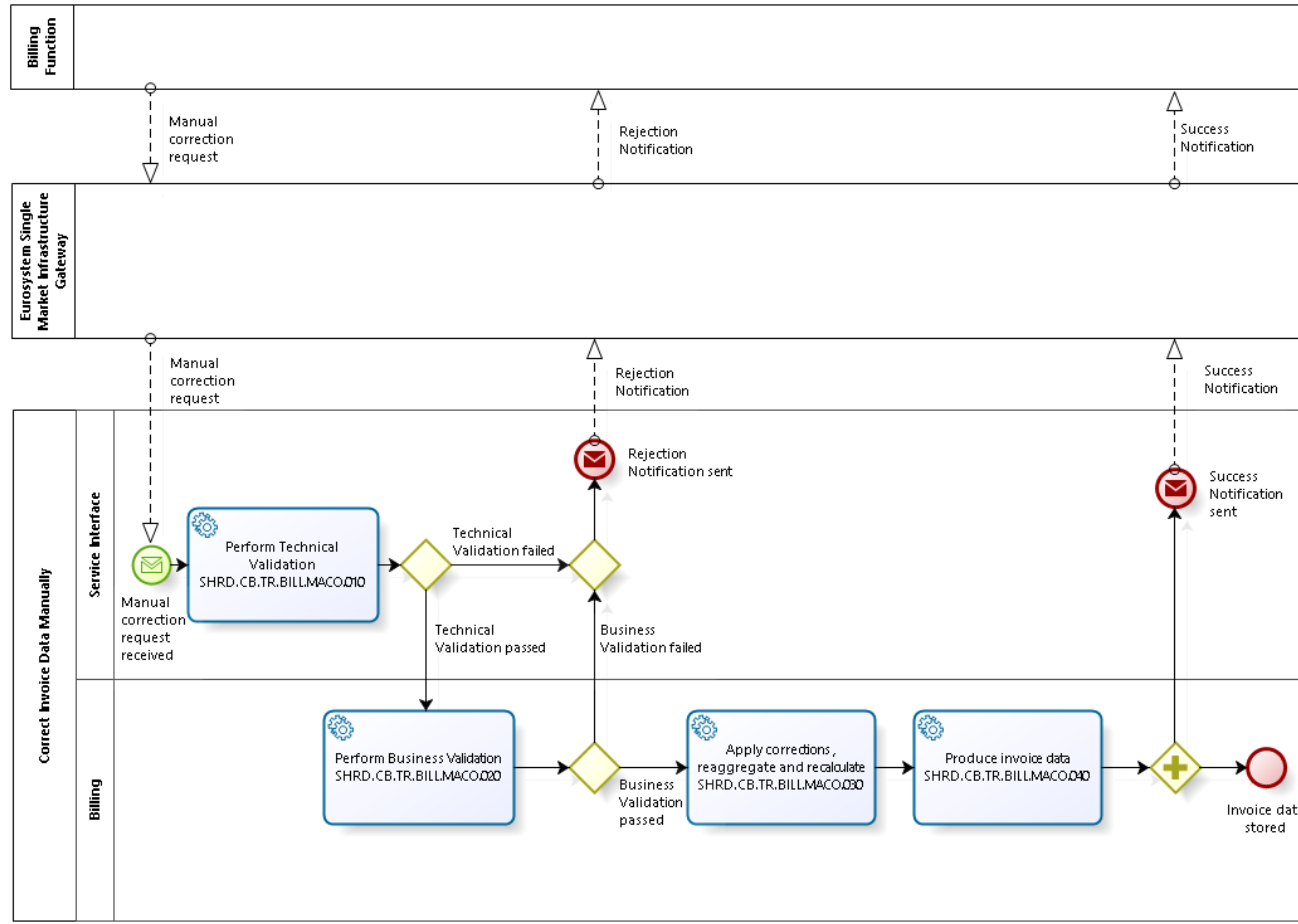 Billing
Function
Manual
correction
request
Rejection
Notification
Success
Notification
Eurosystem Single
Market Infrastructure
Gateway
Manual
correction
request
Rejection
Notification
Success
Notification
Correct Invoice Data Manually
Service Interface
Rejection
Notification sent
Success
Notification
sent
Perform Technical
Validation
SHRD.CB.TR.BILL.MACO.010
Technical
Validation failed
Manual
correction
request
received
Technical
Validation passed
Business
Validation failed
Billing
Perform Business Validation
SHRD.CB.TR.BILL.MACO.020
Business
Validation
passed
Apply corrections,
reaggregate and recalculate
SHRD.CB.TR.BILL.MACO.030
Produce invoice data
SHRD.CB.TR.BILL.MACO.040
Invoice dat
stored